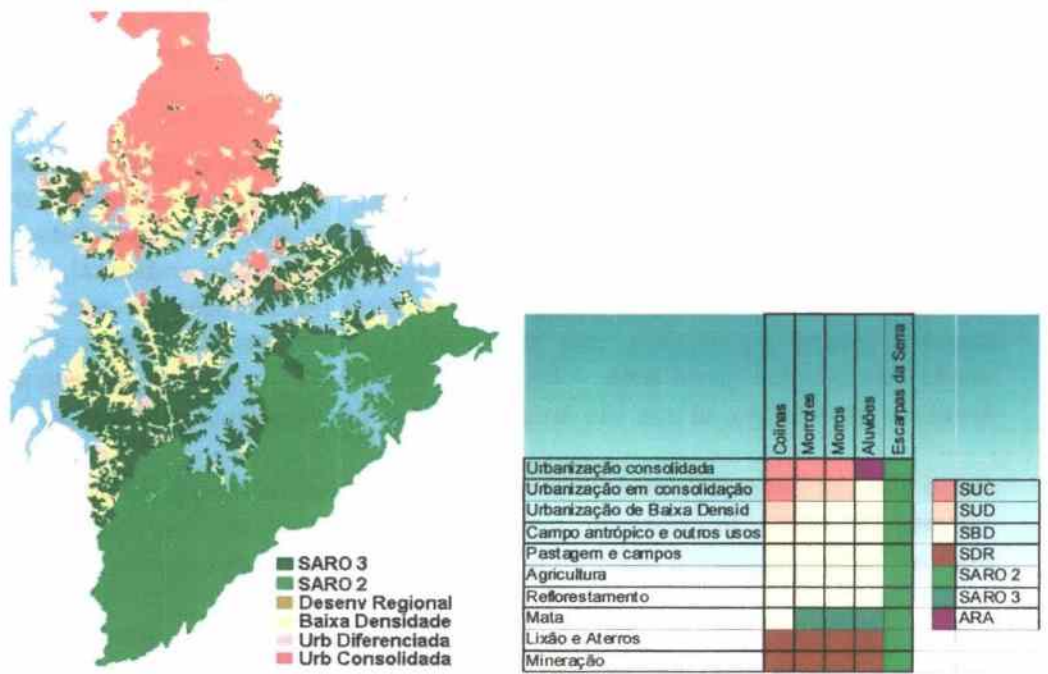 SARO 3
SARO 2
Desenv Regional
Baixa Densidade
Urb Diferenciada
Urb Consolidada
Colinas
Morrotes
Morros
Aluviões
Escarpas da Serra
Urbanização consolidada
Urbanização em consolidação
Urbanização de Baixa Densid
Campo antrópico e outros usos
Pastagem e campos
Agricultura
Reflorestamento
Mata
Lixão e Aterros
Mineração
SUC
SUD
SBD
SDR
SARO 2
SARO 3
ARA